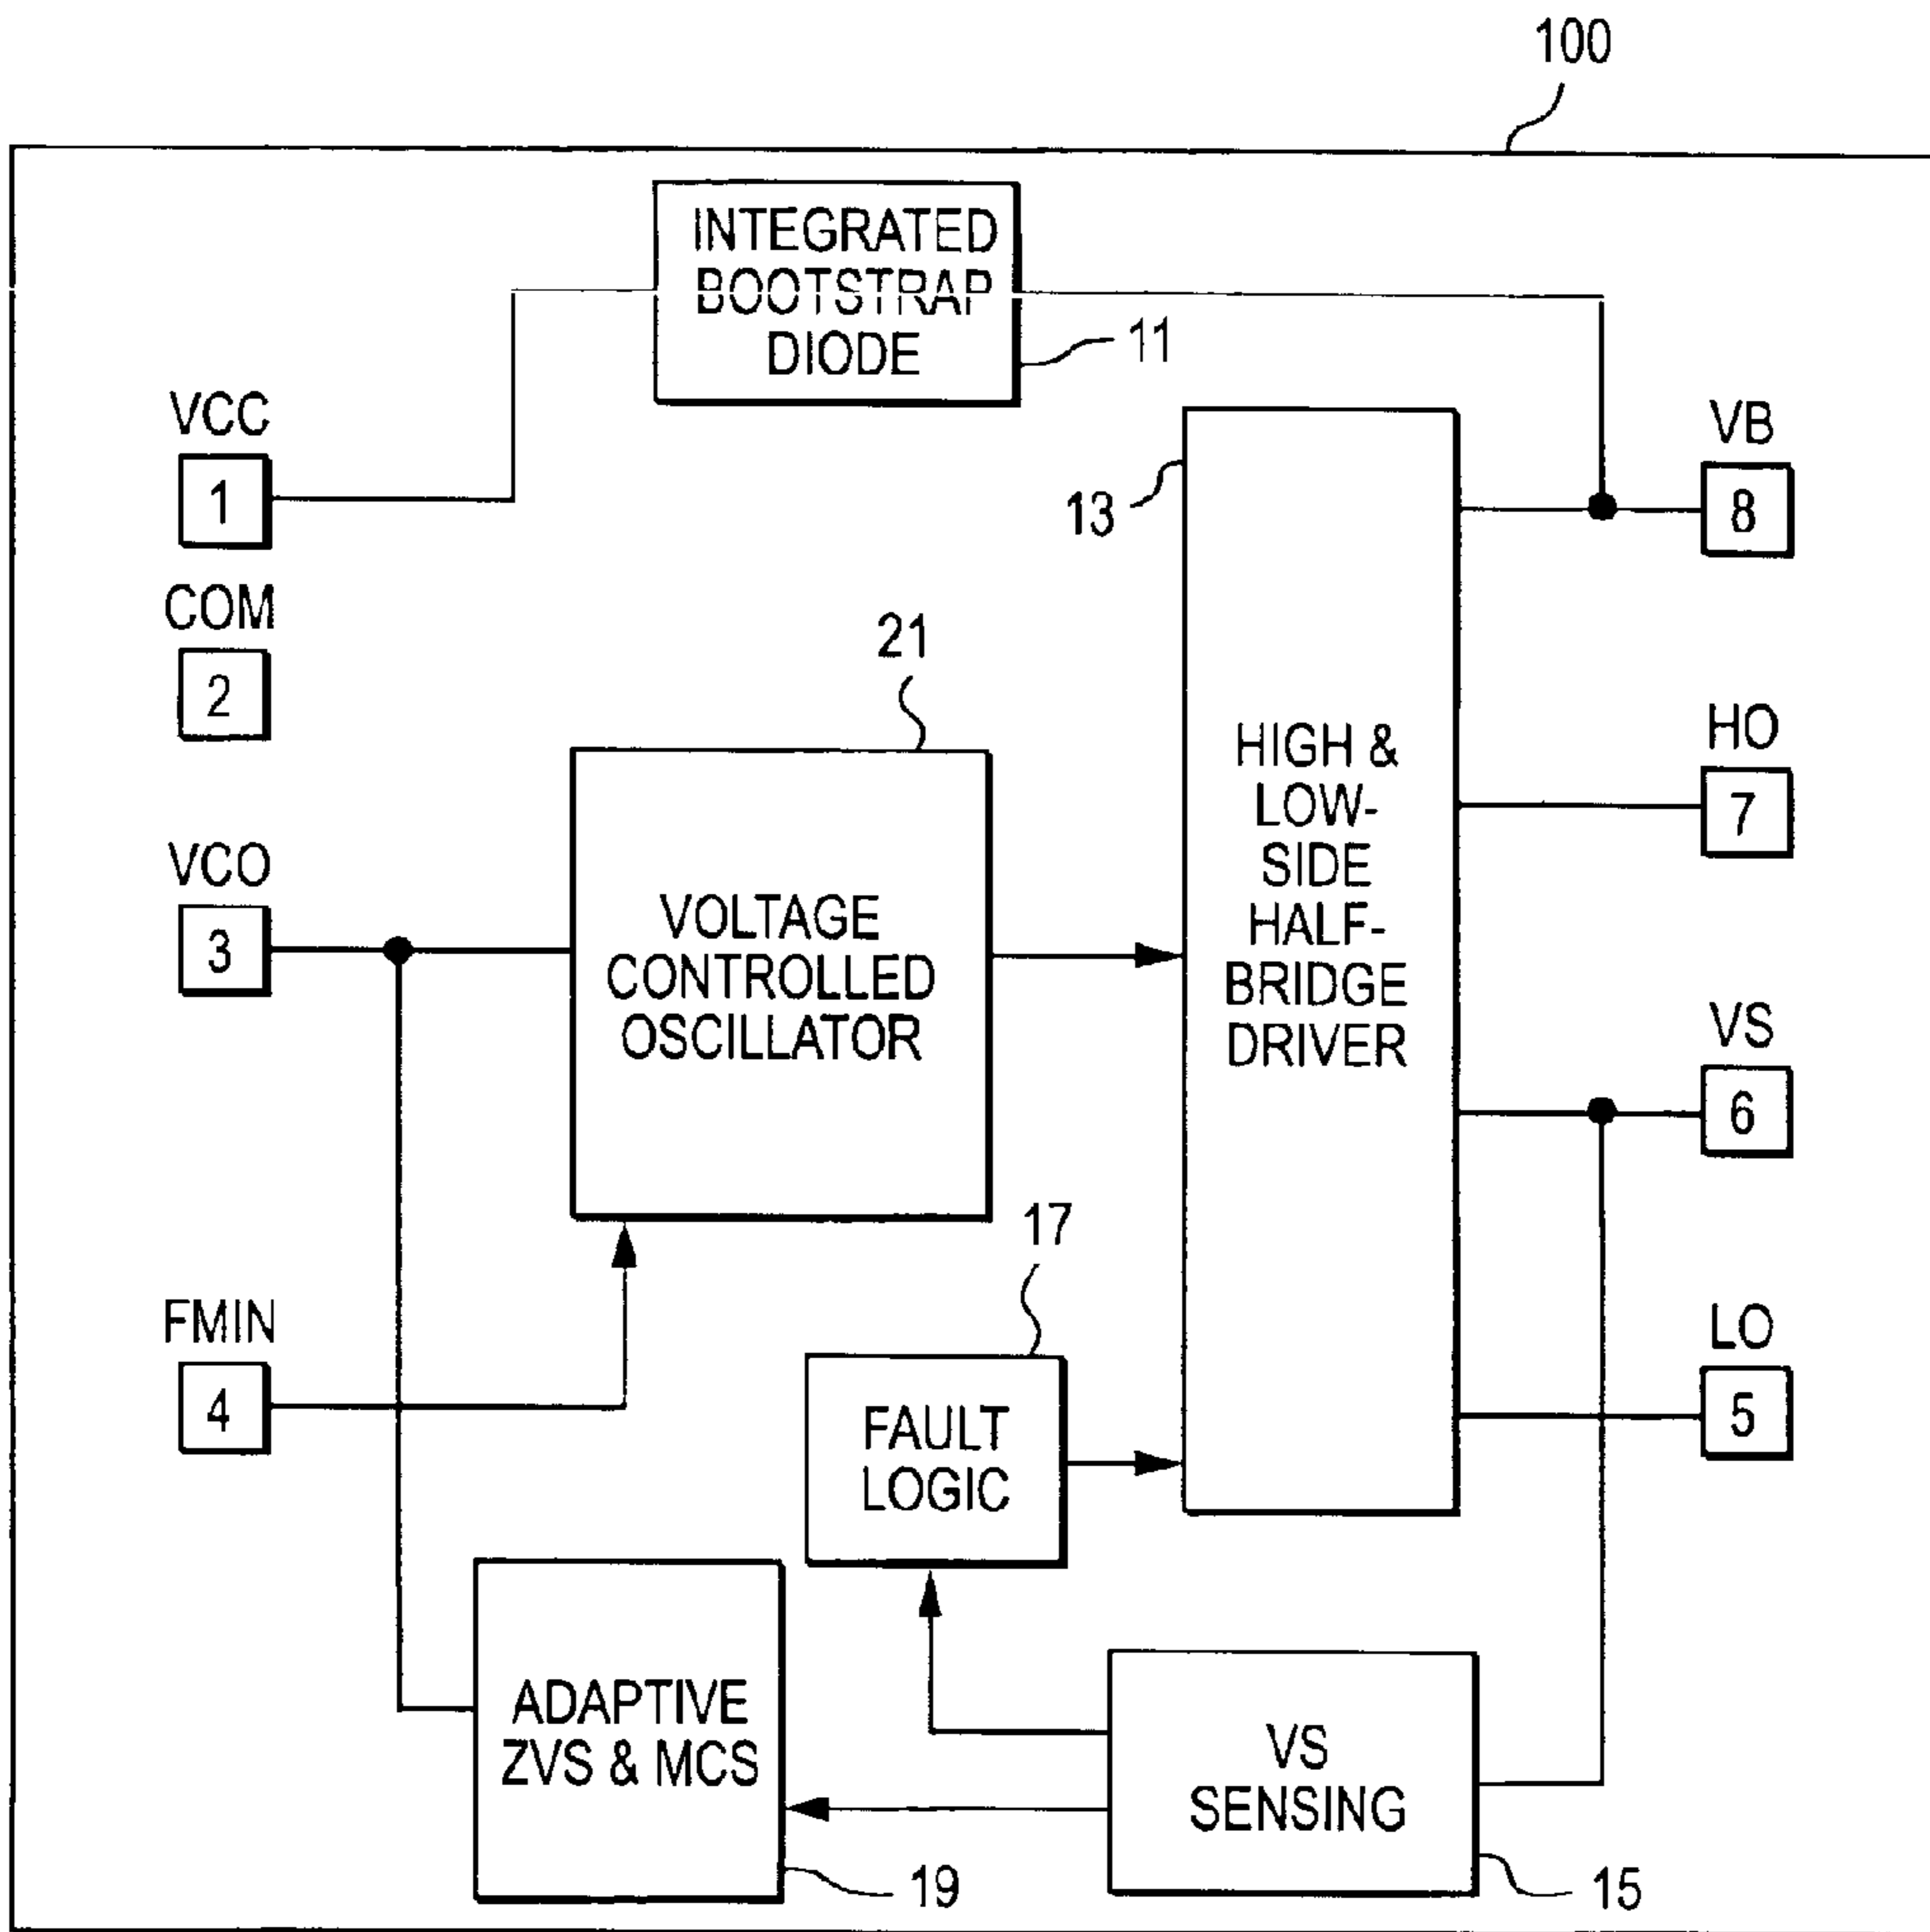 100
INTEGRATED
BOOTSTRAP
DIODE
11
VCC
1
VB
8
13
COM
2
21
HIGH &
LOW-
SIDE
HALF-
BRIDGE
DRIVER
HO
7
VCO
3
VOLTAGE
CONTROLLED
OSCILLATOR
VS
6
17
FMIN
4
LO
5
FAULT
LOGIC
ADAPTIVE
ZVS & MCS
VS
SENSING
19
15